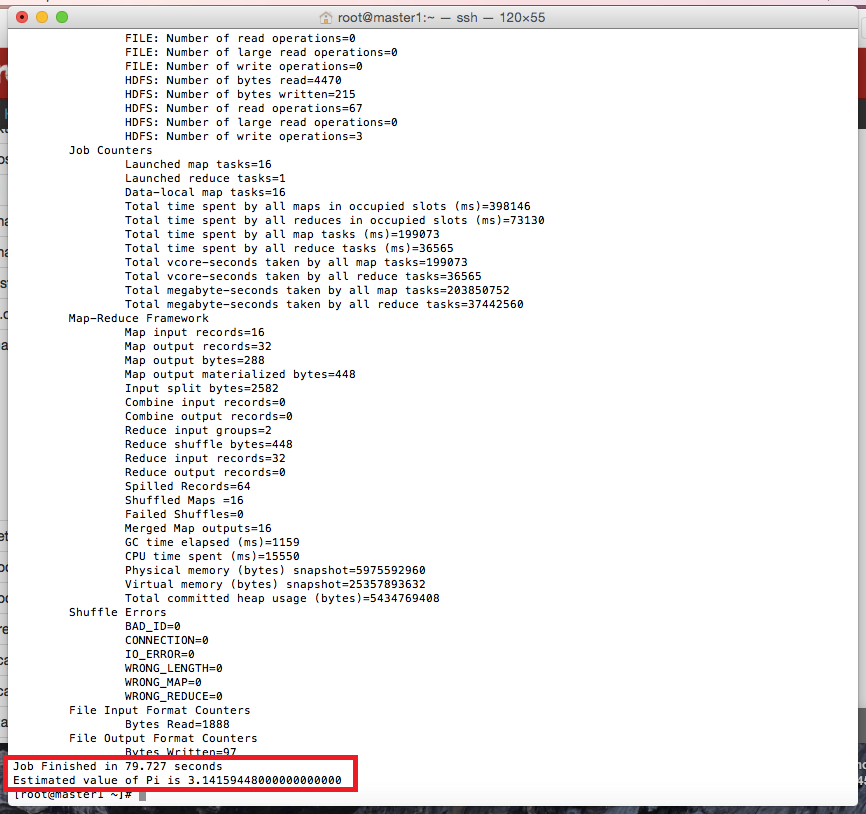 root@master1:~ — ssh — 120×55
FILE: Number of read operations=0
FILE: Number of large read operations=0
FILE: Number of write operations=0
HDFS: Number of bytes read=4470
HDFS: Number of bytes written=215
HDFS: Number of read operations=67
HDFS: Number of large read operations=0
HDFS: Number of write operations=3
Job Counters
Launched map tasks=16
Launched reduce tasks=1
Data-local map tasks=16
Total time spent by all maps in occupied slots (ms)=398146
Total time spent by all reduces in occupied slots (ms)=73130
Total time spent by all map tasks (ms)=199073
Total time spent by all reduce tasks (ms)=36565
Total vcore-seconds taken by all map tasks=199073
Total vcore-seconds taken by all reduce tasks=36565
Total megabyte-seconds taken by all map tasks=203850752
Total megabyte-seconds taken by all reduce tasks=37442560
Map-Reduce Framework
Map input records=16
Map output records=32
Map output bytes=288
Map output materialized bytes=448
Input split bytes=2582
Combine input records=0
Combine output records=0
Reduce input groups=2
Reduce shuffle bytes=448
Reduce input records=32
Reduce output records=0
Spilled Records=64
Shuffled Maps =16
Failed Shuffles=0
Merged Map outputs=16
GC time elapsed (ms)=1159
CPU time spent (ms)=15550
Physical memory (bytes) snapshot=5975592960
Virtual memory (bytes) snapshot=25357893632
Total committed heap usage (bytes)=5434769408
Shuffle Errors
BAD_ID=0
CONNECTION=0
IO_ERROR=0
WRONG_LENGTH=0
WRONG_MAP=0
WRONG_REDUCE=0
File Input Format Counters
Bytes Read=1888
File Output Format Counters
Bytes Written=97
Job Finished in 79.727 seconds
Estimated value of Pi is 3.14159448000000000000
[root@master1 ~]#